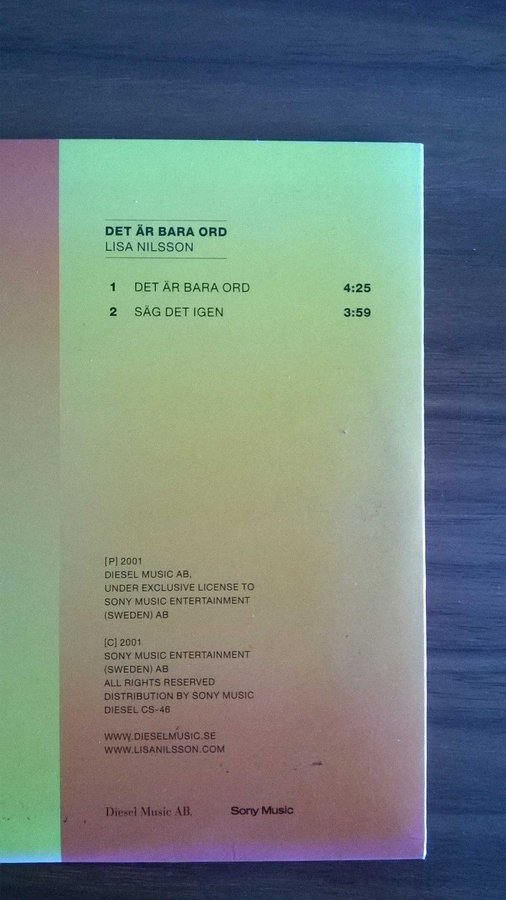 DET ÄR BARA ORD
LISA NILSSON
1 DET ÄR BARA ORD 4:25
2 SÄG DET IGEN 3:59
[P] 2001
DIESEL MUSIC AB,
UNDER EXCLUSIVE LICENSE TO
SONY MUSIC ENTERTAINMENT
(SWEDEN) AB
[C] 2001
SONY MUSIC ENTERTAINMENT
(SWEDEN) AB
ALL RIGHTS RESERVED
DISTRIBUTION BY SONY MUSIC
DIESEL CS-46
WWW.DIESELMUSIC.SE
WWW.LISANILSSON.COM
Diesel Music AB. Sony Music